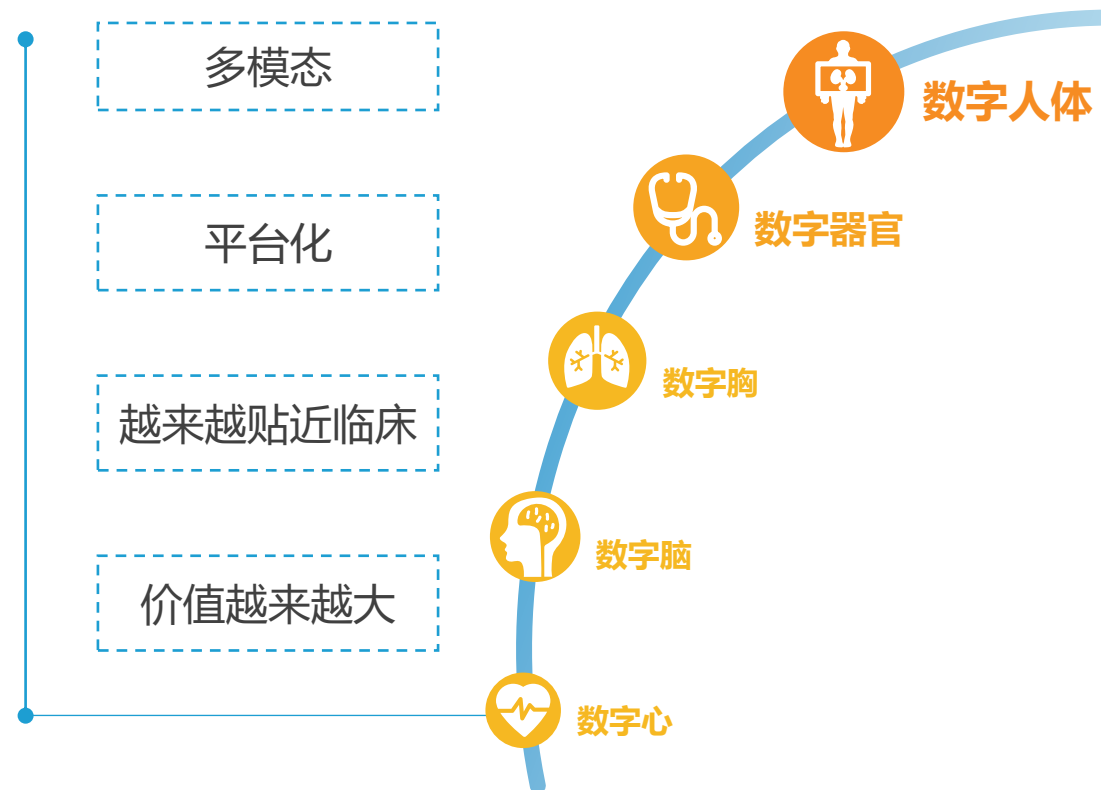 多模态
平台化
越来越贴近临床
价值越来越大
数字人体
数字器官
数字胸
数字脑
数字心